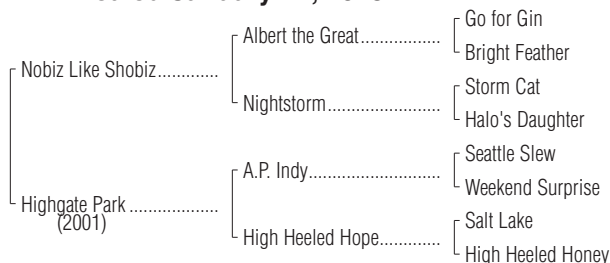 Go for Gin
Albert the Great
Bright Feather
Nobiz Like Shobiz
Storm Cat
Nightstorm
Halo's Daughter
Seattle Slew
A.P. Indy
Weekend Surprise
Highgate Park
(2001)
Salt Lake
High Heeled Hope
High Heeled Honey